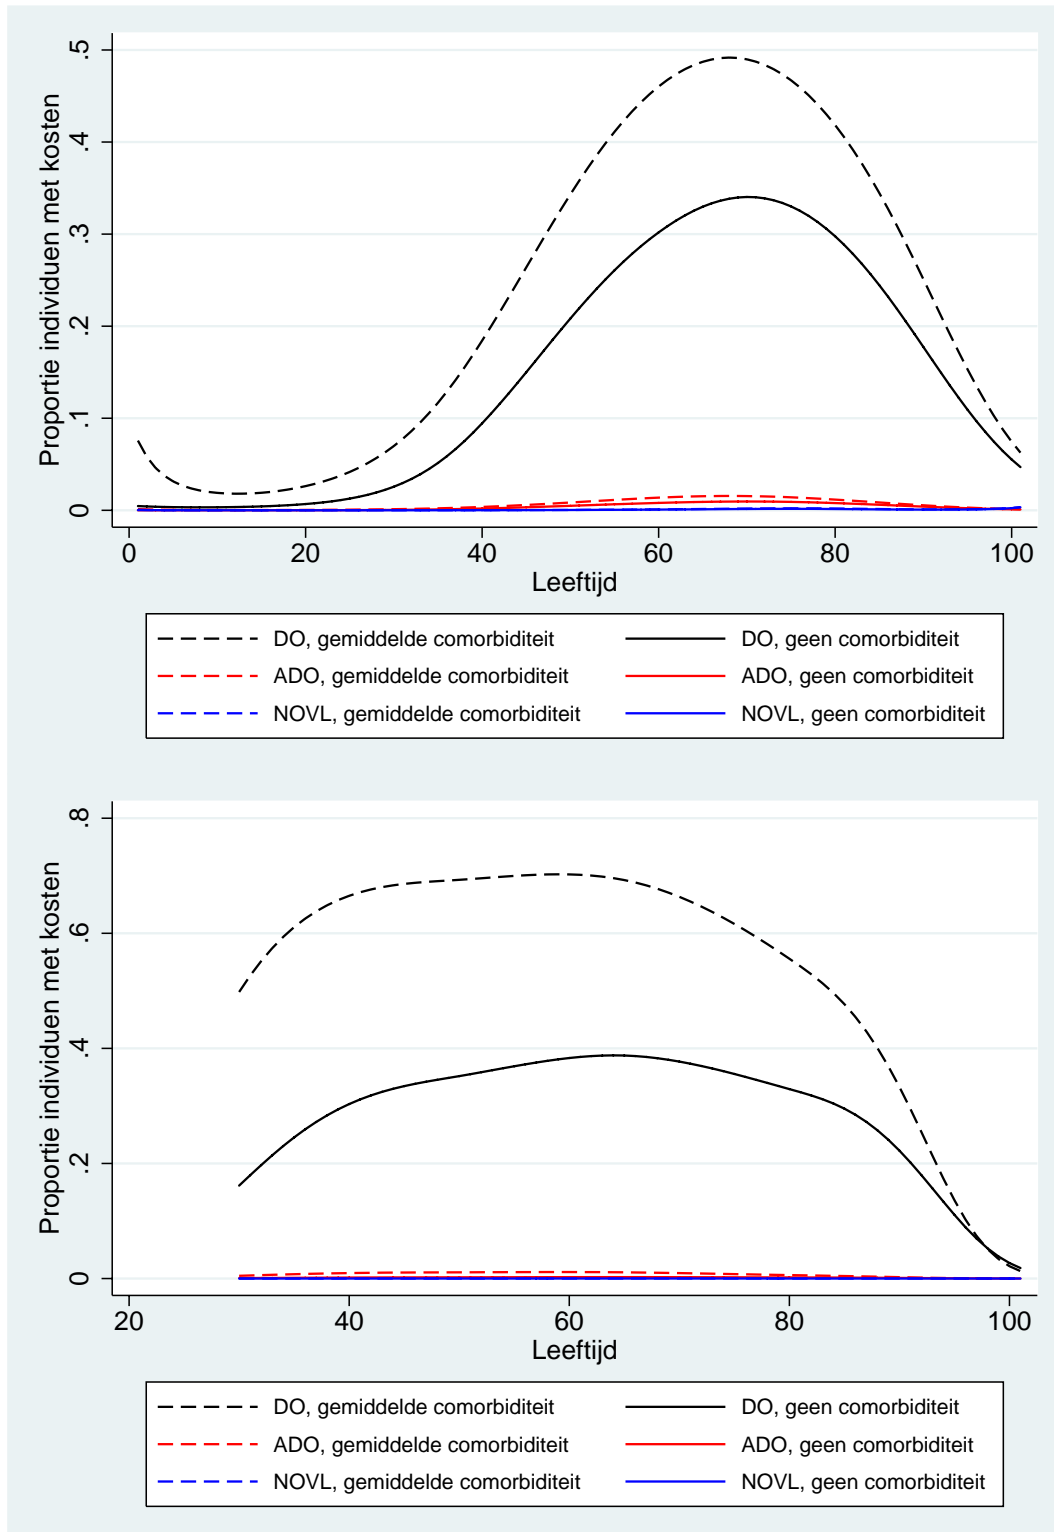 Proportie individuen met kosten
.5
.4
.3
.2
.1
0
0 20 40 60 80 100
Leeftijd
DO, gemiddelde comorbiditeit DO, geen comorbiditeit
ADO, gemiddelde comorbiditeit ADO, geen comorbiditeit
NOVL, gemiddelde comorbiditeit NOVL, geen comorbiditeit
Proportie individuen met kosten
.8
.6
.4
.2
0
20 40 60 80 100
Leeftijd
DO, gemiddelde comorbiditeit DO, geen comorbiditeit
ADO, gemiddelde comorbiditeit ADO, geen comorbiditeit
NOVL, gemiddelde comorbiditeit NOVL, geen comorbiditeit